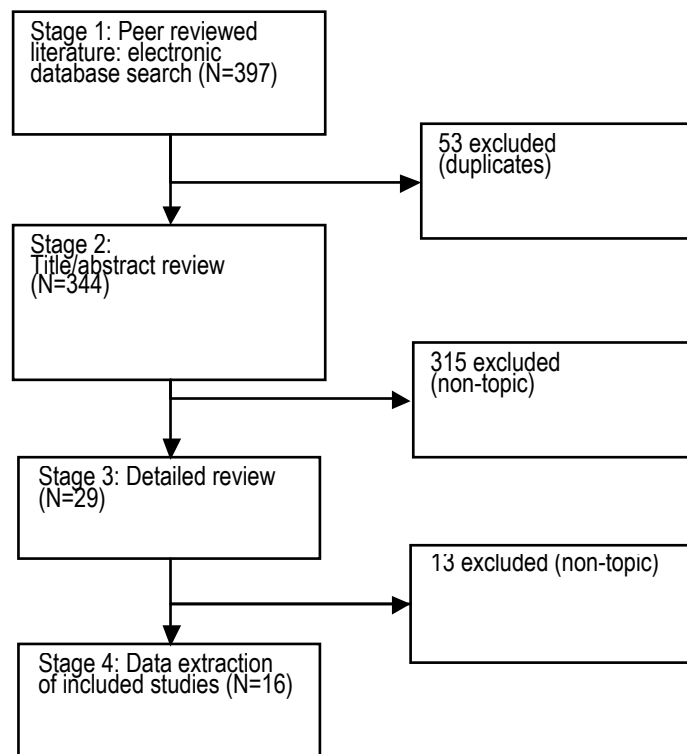 Stage 1: Peer reviewed
literature: electronic
database search (N=397)
53 excluded
(duplicates)
Stage 2:
Title/abstract review
(N=344)
315 excluded
(non-topic)
Stage 3: Detailed review
(N=29)
13 excluded (non-topic)
Stage 4: Data extraction
of included studies (N=16)